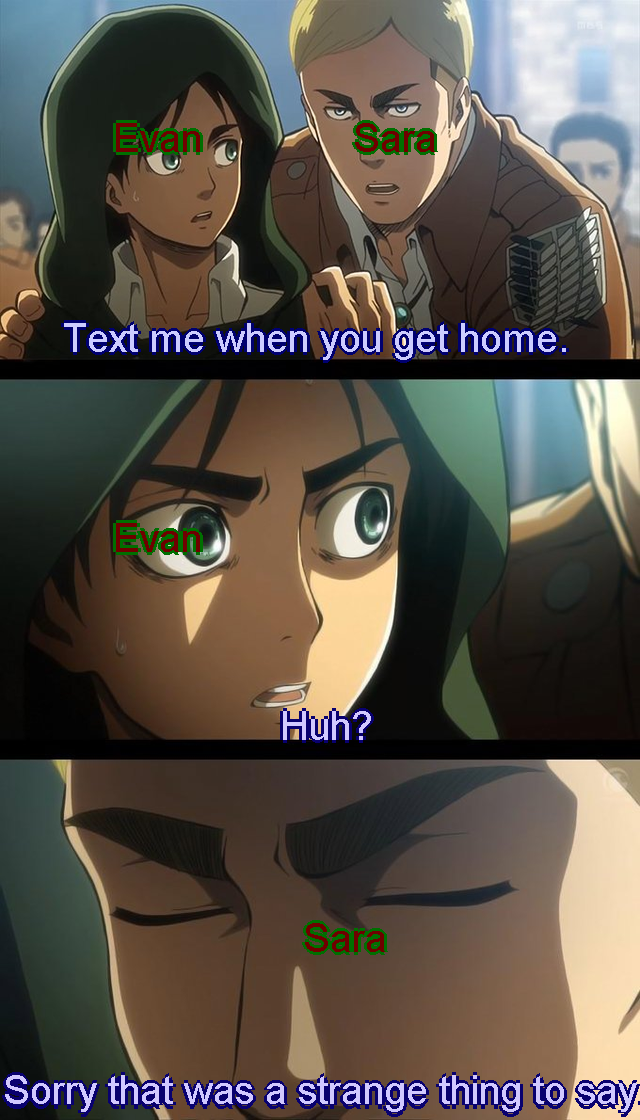 Evan
Sara
Text me when you get home.
Evan
Huh?
Sara
Sorry that was a strange thing to say.